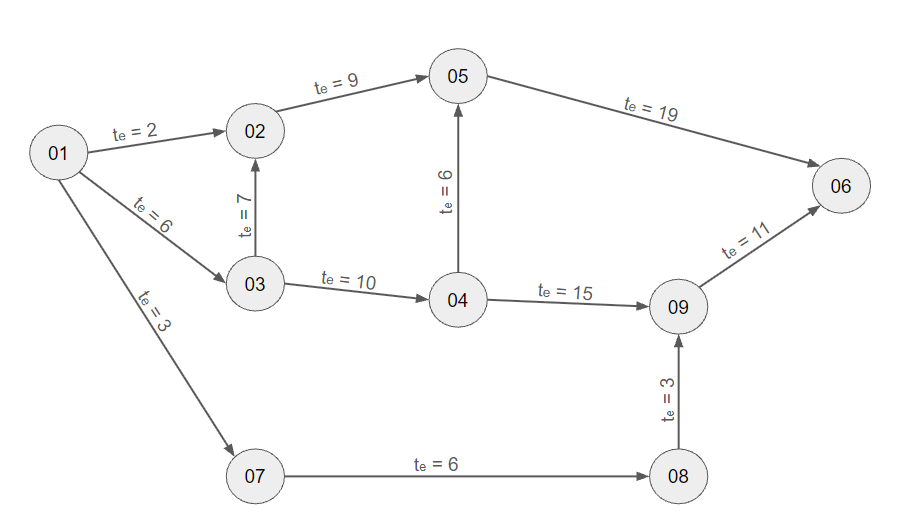 te = 9
05
te = 19
te = 2
02
01
06
te = 6
te = 7
te = 6
te = 11
03
te = 10
04
te = 15
09
te = 3
te = 3
07
te = 6
08